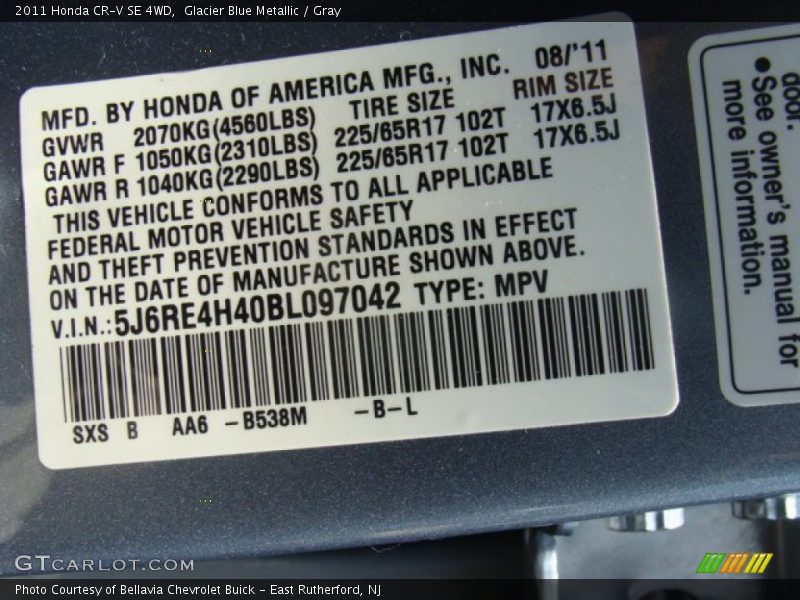 2011 Honda CR-V SE 4WD,  Glacier Blue Metallic / Gray
MFD. BY HONDA OF AMERICA MFG., INC. 08/'11
GVWR 2070KG(4560LBS) TIRE SIZE RIM SIZE
GAWR F 1050KG(2310LBS) 225/65R17 102T 17X6.5J
GAWR R 1040KG(2290LBS) 225/65R17 102T 17X6.5J
THIS VEHICLE CONFORMS TO ALL APPLICABLE
FEDERAL MOTOR VEHICLE SAFETY
AND THEFT PREVENTION STANDARDS IN EFFECT
ON THE DATE OF MANUFACTURE SHOWN ABOVE.
V.I.N.:5J6RE4H40BL097042 TYPE: MPV
SXS B AA6 -B538M -B-L
door.
●See owner's manual for
more information.
GTCARLOT.COM
Photo Courtesy of Bellavia Chevrolet Buick - East Rutherford, NJ